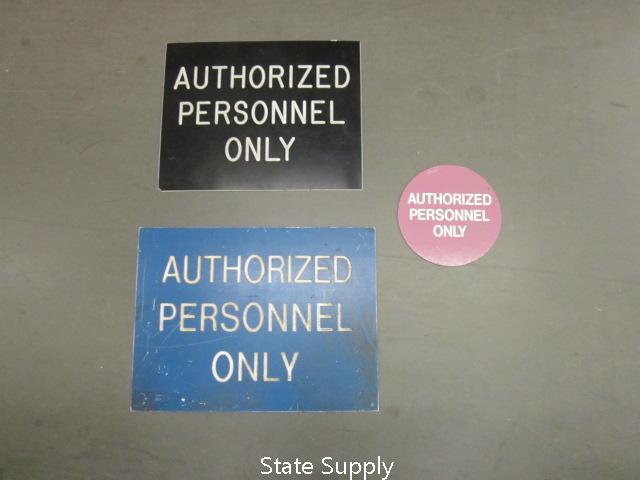 AUTHORIZED
PERSONNEL
ONLY
AUTHORIZED
PERSONNEL
ONLY
AUTHORIZED
PERSONNEL
ONLY
State Supply